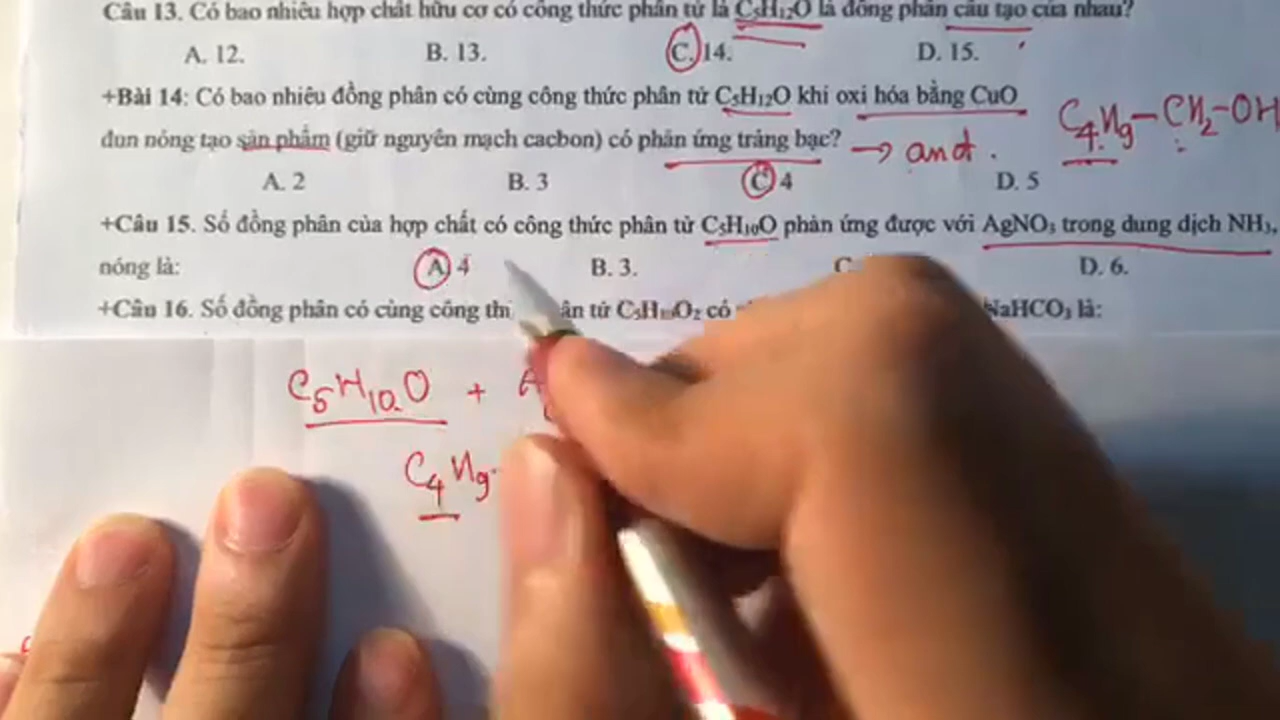 Câu 13. Có bao nhiêu hợp chất hữu cơ có công thức phân tử là C₅H₁₂O là đồng phân cấu tạo của nhau?
A. 12. B. 13. C. 14. D. 15.
+Bài 14: Có bao nhiêu đồng phân có cùng công thức phân tử C₅H₁₂O khi oxi hóa bằng CuO
đun nóng tạo sản phẩm (giữ nguyên mạch cacbon) có phản ứng tráng bạc? → anđ.
C₄H₉-CH₂-OH
A. 2 B. 3 C 4 D. 5
+Câu 15. Số đồng phân của hợp chất có công thức phân tử C₅H₁₀O phản ứng được với AgNO₃ trong dung dịch NH₃,
nóng là: A 4 B. 3. C. D. 6.
+Câu 16. Số đồng phân có cùng công thân tử C₅H₁₀O₂ có NaHCO₃ là:
C₅H₁₀O + A
C₄H₉-